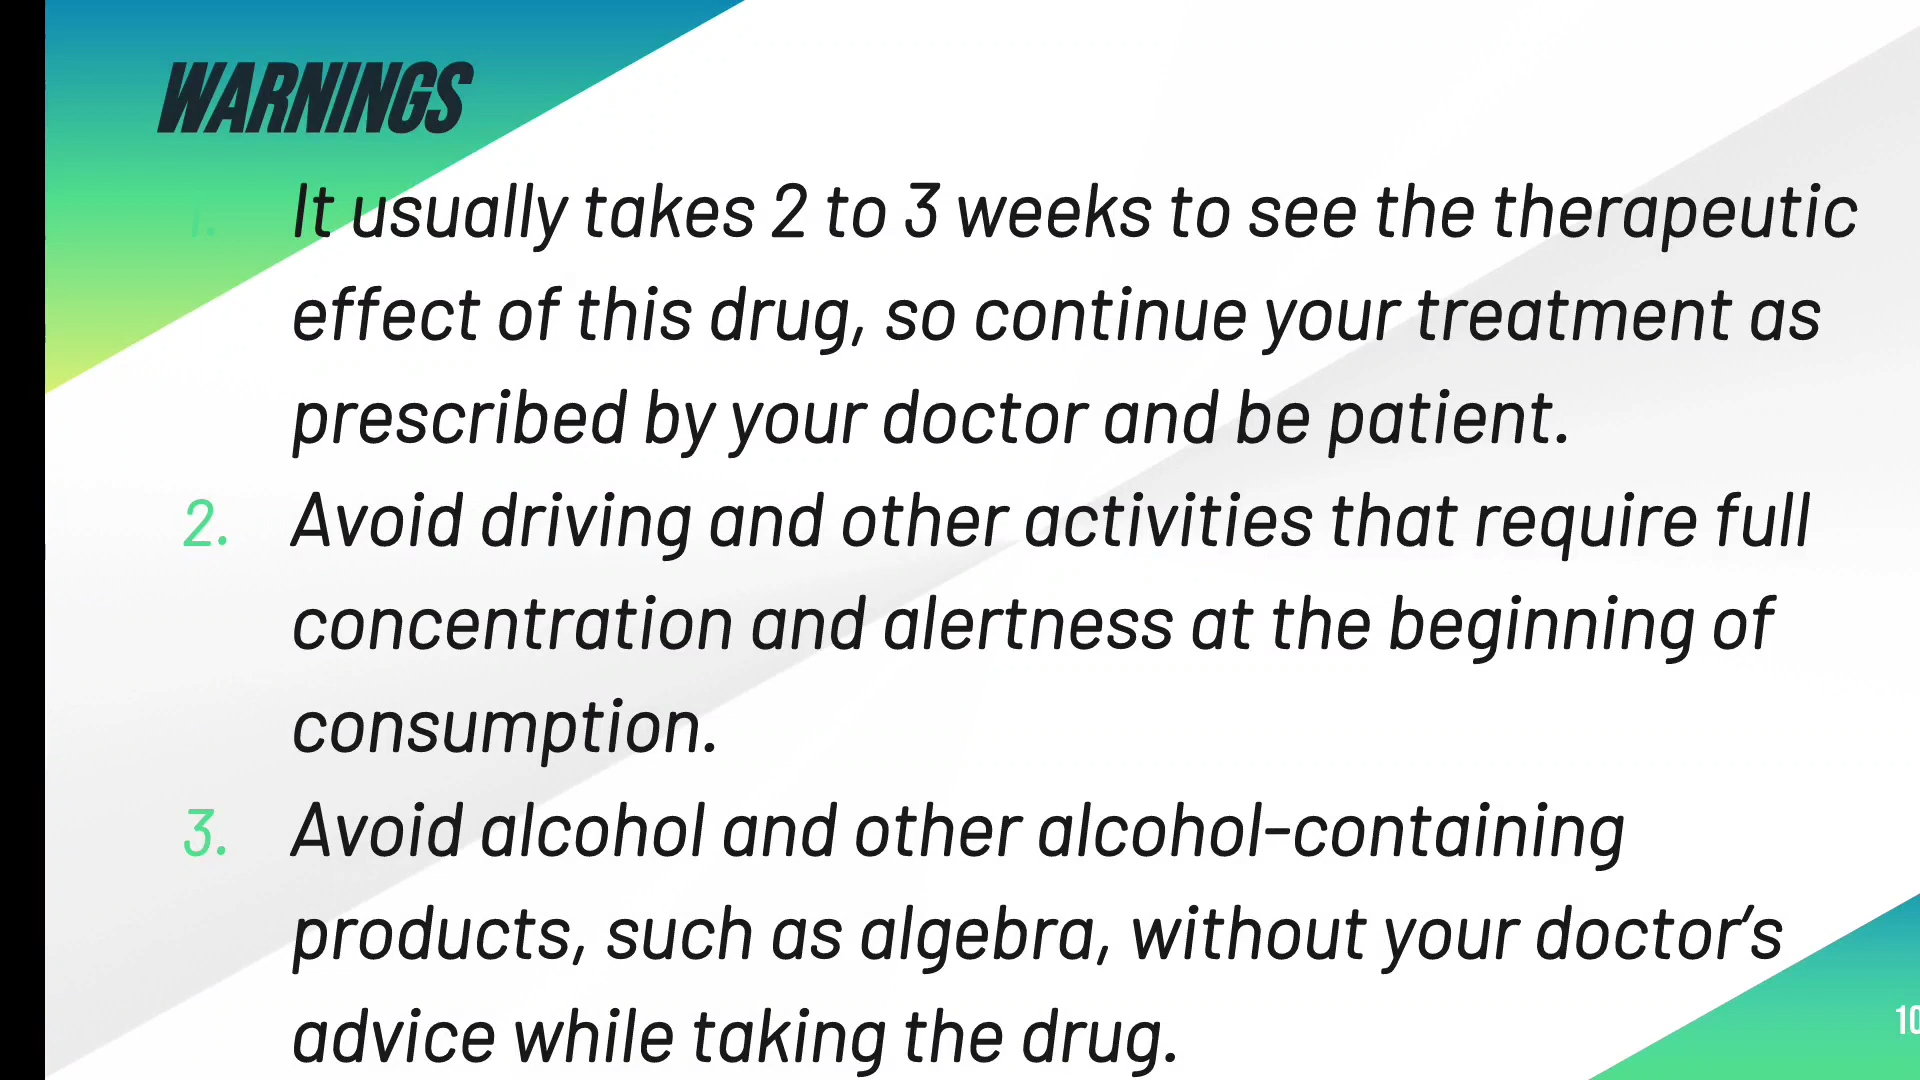 WARNINGS
1. It usually takes 2 to 3 weeks to see the therapeutic
effect of this drug, so continue your treatment as
prescribed by your doctor and be patient.
2. Avoid driving and other activities that require full
concentration and alertness at the beginning of
consumption.
3. Avoid alcohol and other alcohol-containing
products, such as algebra, without your doctor’s
advice while taking the drug.
10